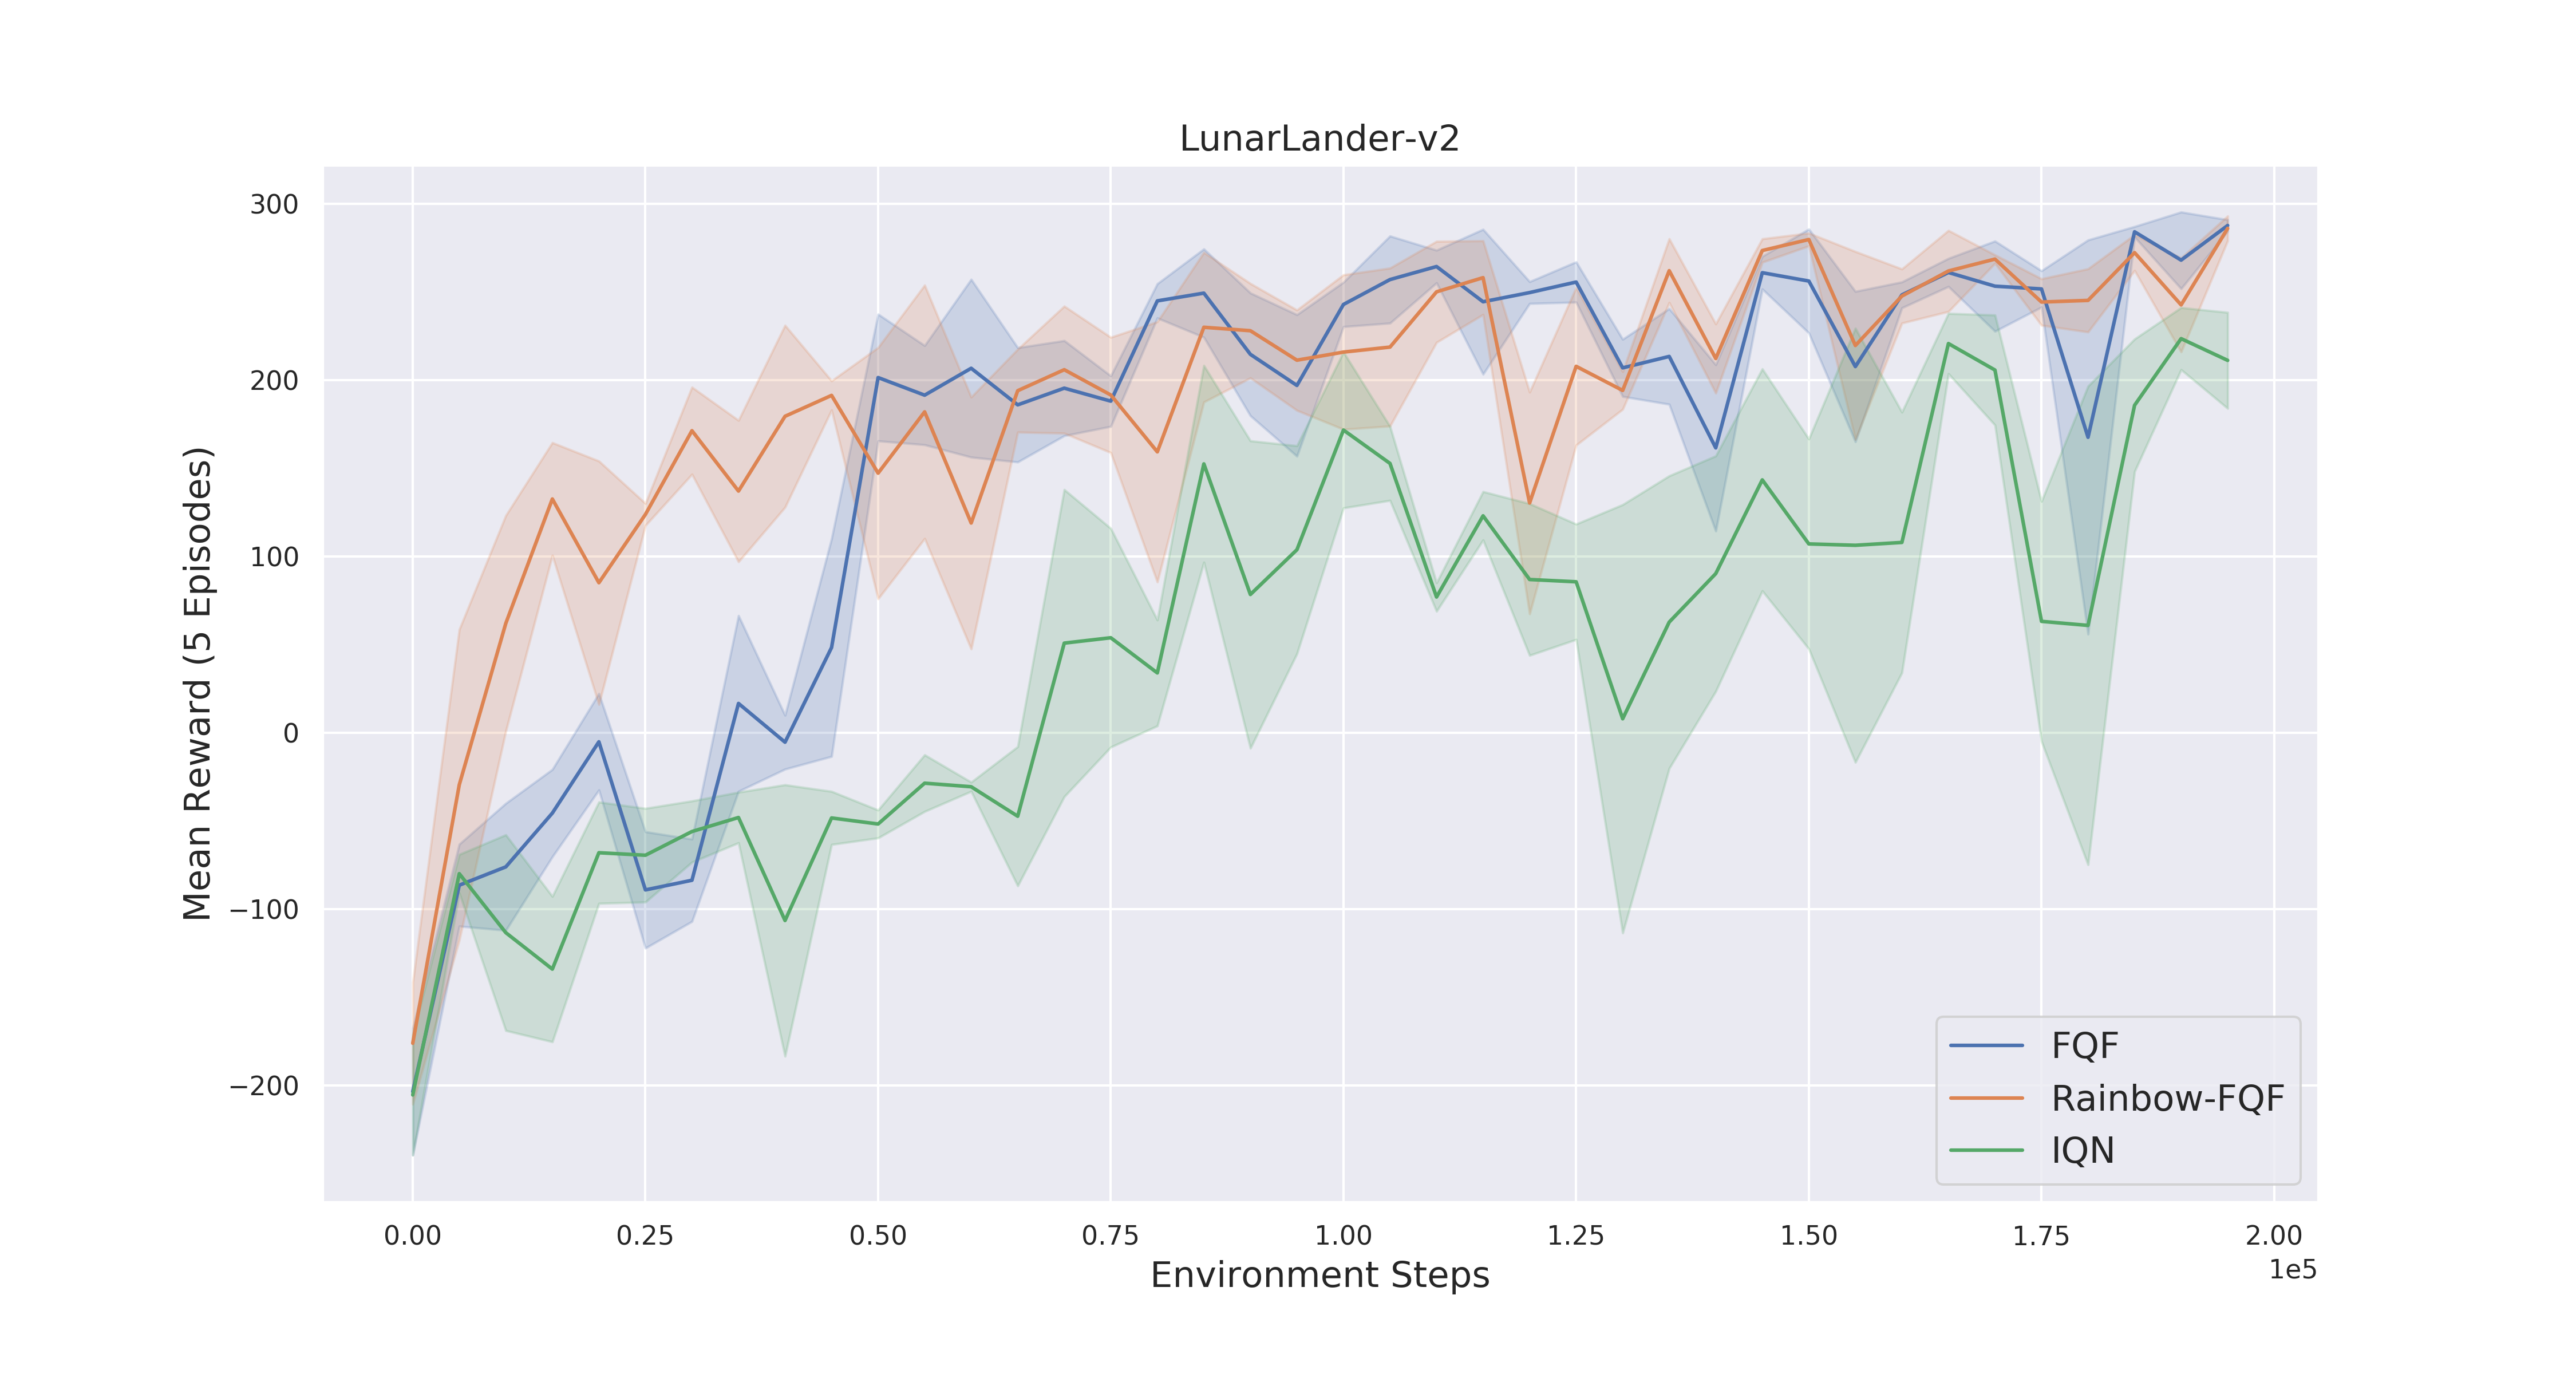 LunarLander-v2
Mean Reward (5 Episodes)
300
200
100
0
−100
−200
0.00 0.25 0.50 0.75 1.00 1.25 1.50 1.75 2.00
1e5
Environment Steps
FQF
Rainbow-FQF
IQN